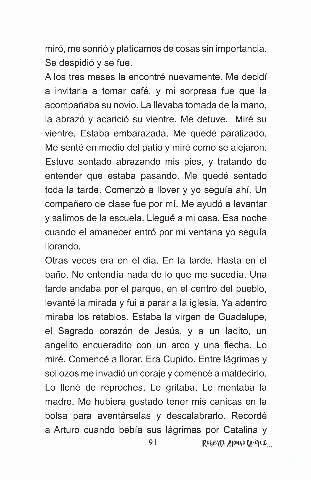 miró, me sonrió y platicamos de cosas sin importancia.
Se despidió y se fue.
A los tres meses la encontré nuevamente. Me decidí
a invitarla a tomar café, y mi sorpresa fue que la
acompañaba su novio. La llevaba tomada de la mano,
la abrazó y acarició su vientre. Me detuve. Miré su
vientre. Estaba embarazada. Me quedé paralizado.
Me senté en medio del patio y miré como se alejaron.
Estuve sentado abrazando mis pies, y tratando de
entender que estaba pasando. Me quedé sentado
toda la tarde. Comenzó a llover y yo seguía ahí. Un
compañero de clase fue por mí. Me ayudó a levantar
y salimos de la escuela. Llegué a mi casa. Esa noche
cuando el amanecer entró por mi ventana yo seguía
llorando.
Otras veces era en el día. En la tarde. Hasta en el
baño. No entendía nada de lo que me sucedía. Una
tarde andaba por el parque, en el centro del pueblo,
levanté la mirada y fui a parar a la iglesia. Ya adentro
miraba los retablos. Estaba la virgen de Guadalupe,
el Sagrado corazón de Jesús, y a un ladito, un
angelito encueradito con un arco y una flecha. Lo
miré. Comencé a llorar. Era Cupido. Entre lágrimas y
sollozos me invadió un coraje y comencé a maldecirlo.
Lo llené de reproches. Le gritaba. Le mentaba la
madre. Me hubiera gustado tener mis canicas en la
bolsa para aventárselas y descalabrarlo. Recordé
a Arturo cuando bebía sus lágrimas por Catalina y
91